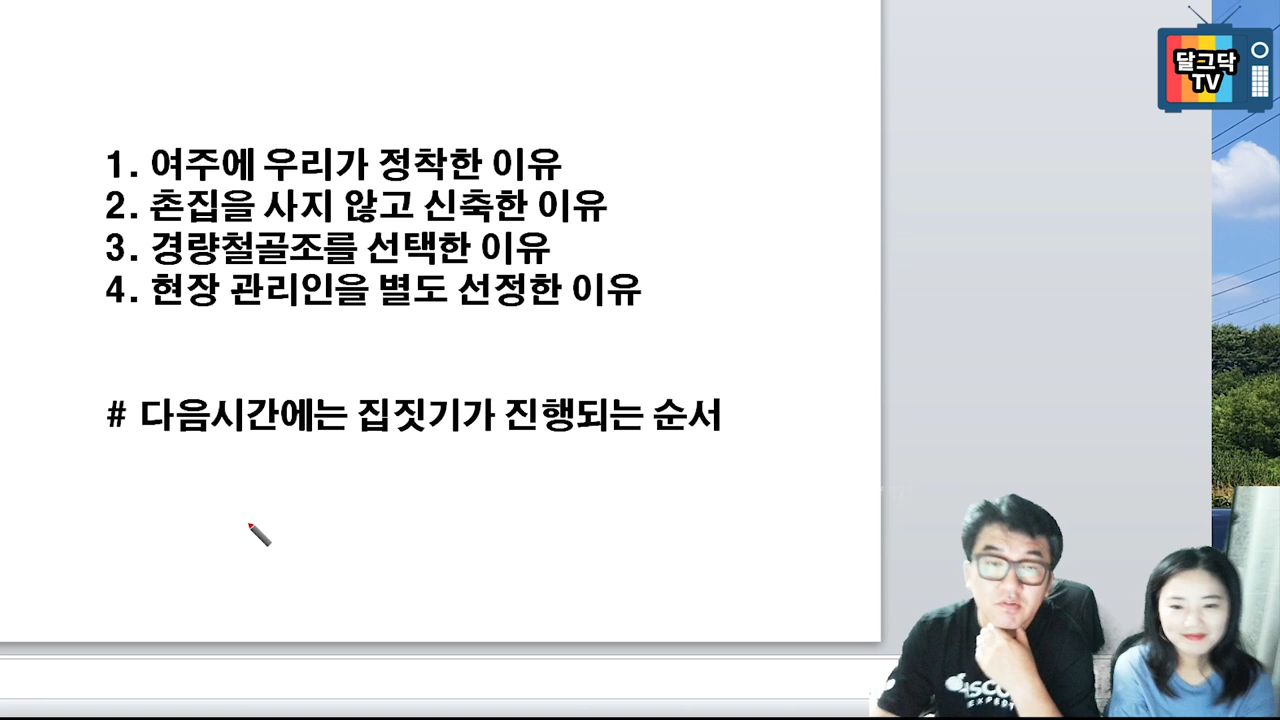 달그닥
TV
1. 여주에 우리가 정착한 이유
2. 촌집을 사지 않고 신축한 이유
3. 경량철골조를 선택한 이유
4. 현장 관리인을 별도 선정한 이유
# 다음시간에는 집짓기가 진행되는 순서